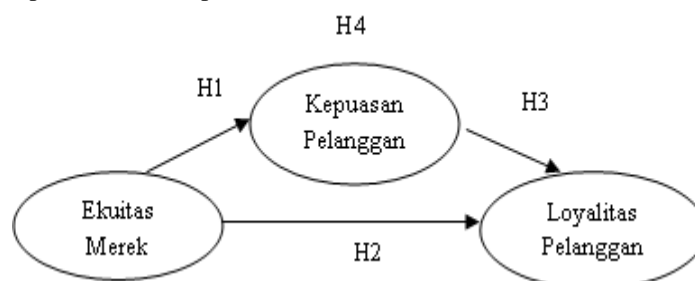 H4
H1
Kepuasan
Pelanggan
H3
Ekuitas
Merek
H2
Loyalitas
Pelanggan